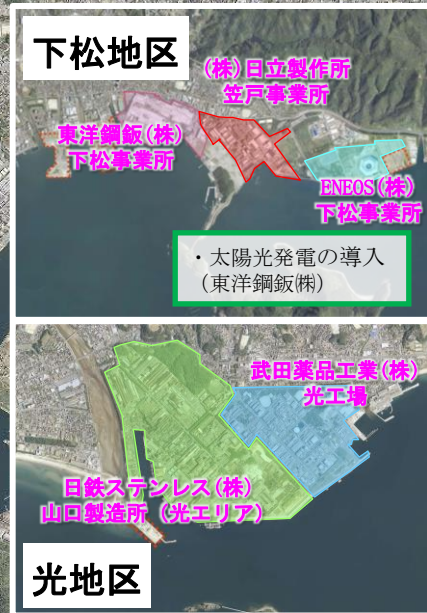 下松地区
(株)日立製作所
笠戸事業所
東洋鋼鈑(株)
下松事業所
ENEOS(株)
下松事業所
・太陽光発電の導入
(東洋鋼鈑㈱)
武田薬品工業(株)
光工場
日鉄ステンレス(株)
山口製造所（光エリア）
光地区